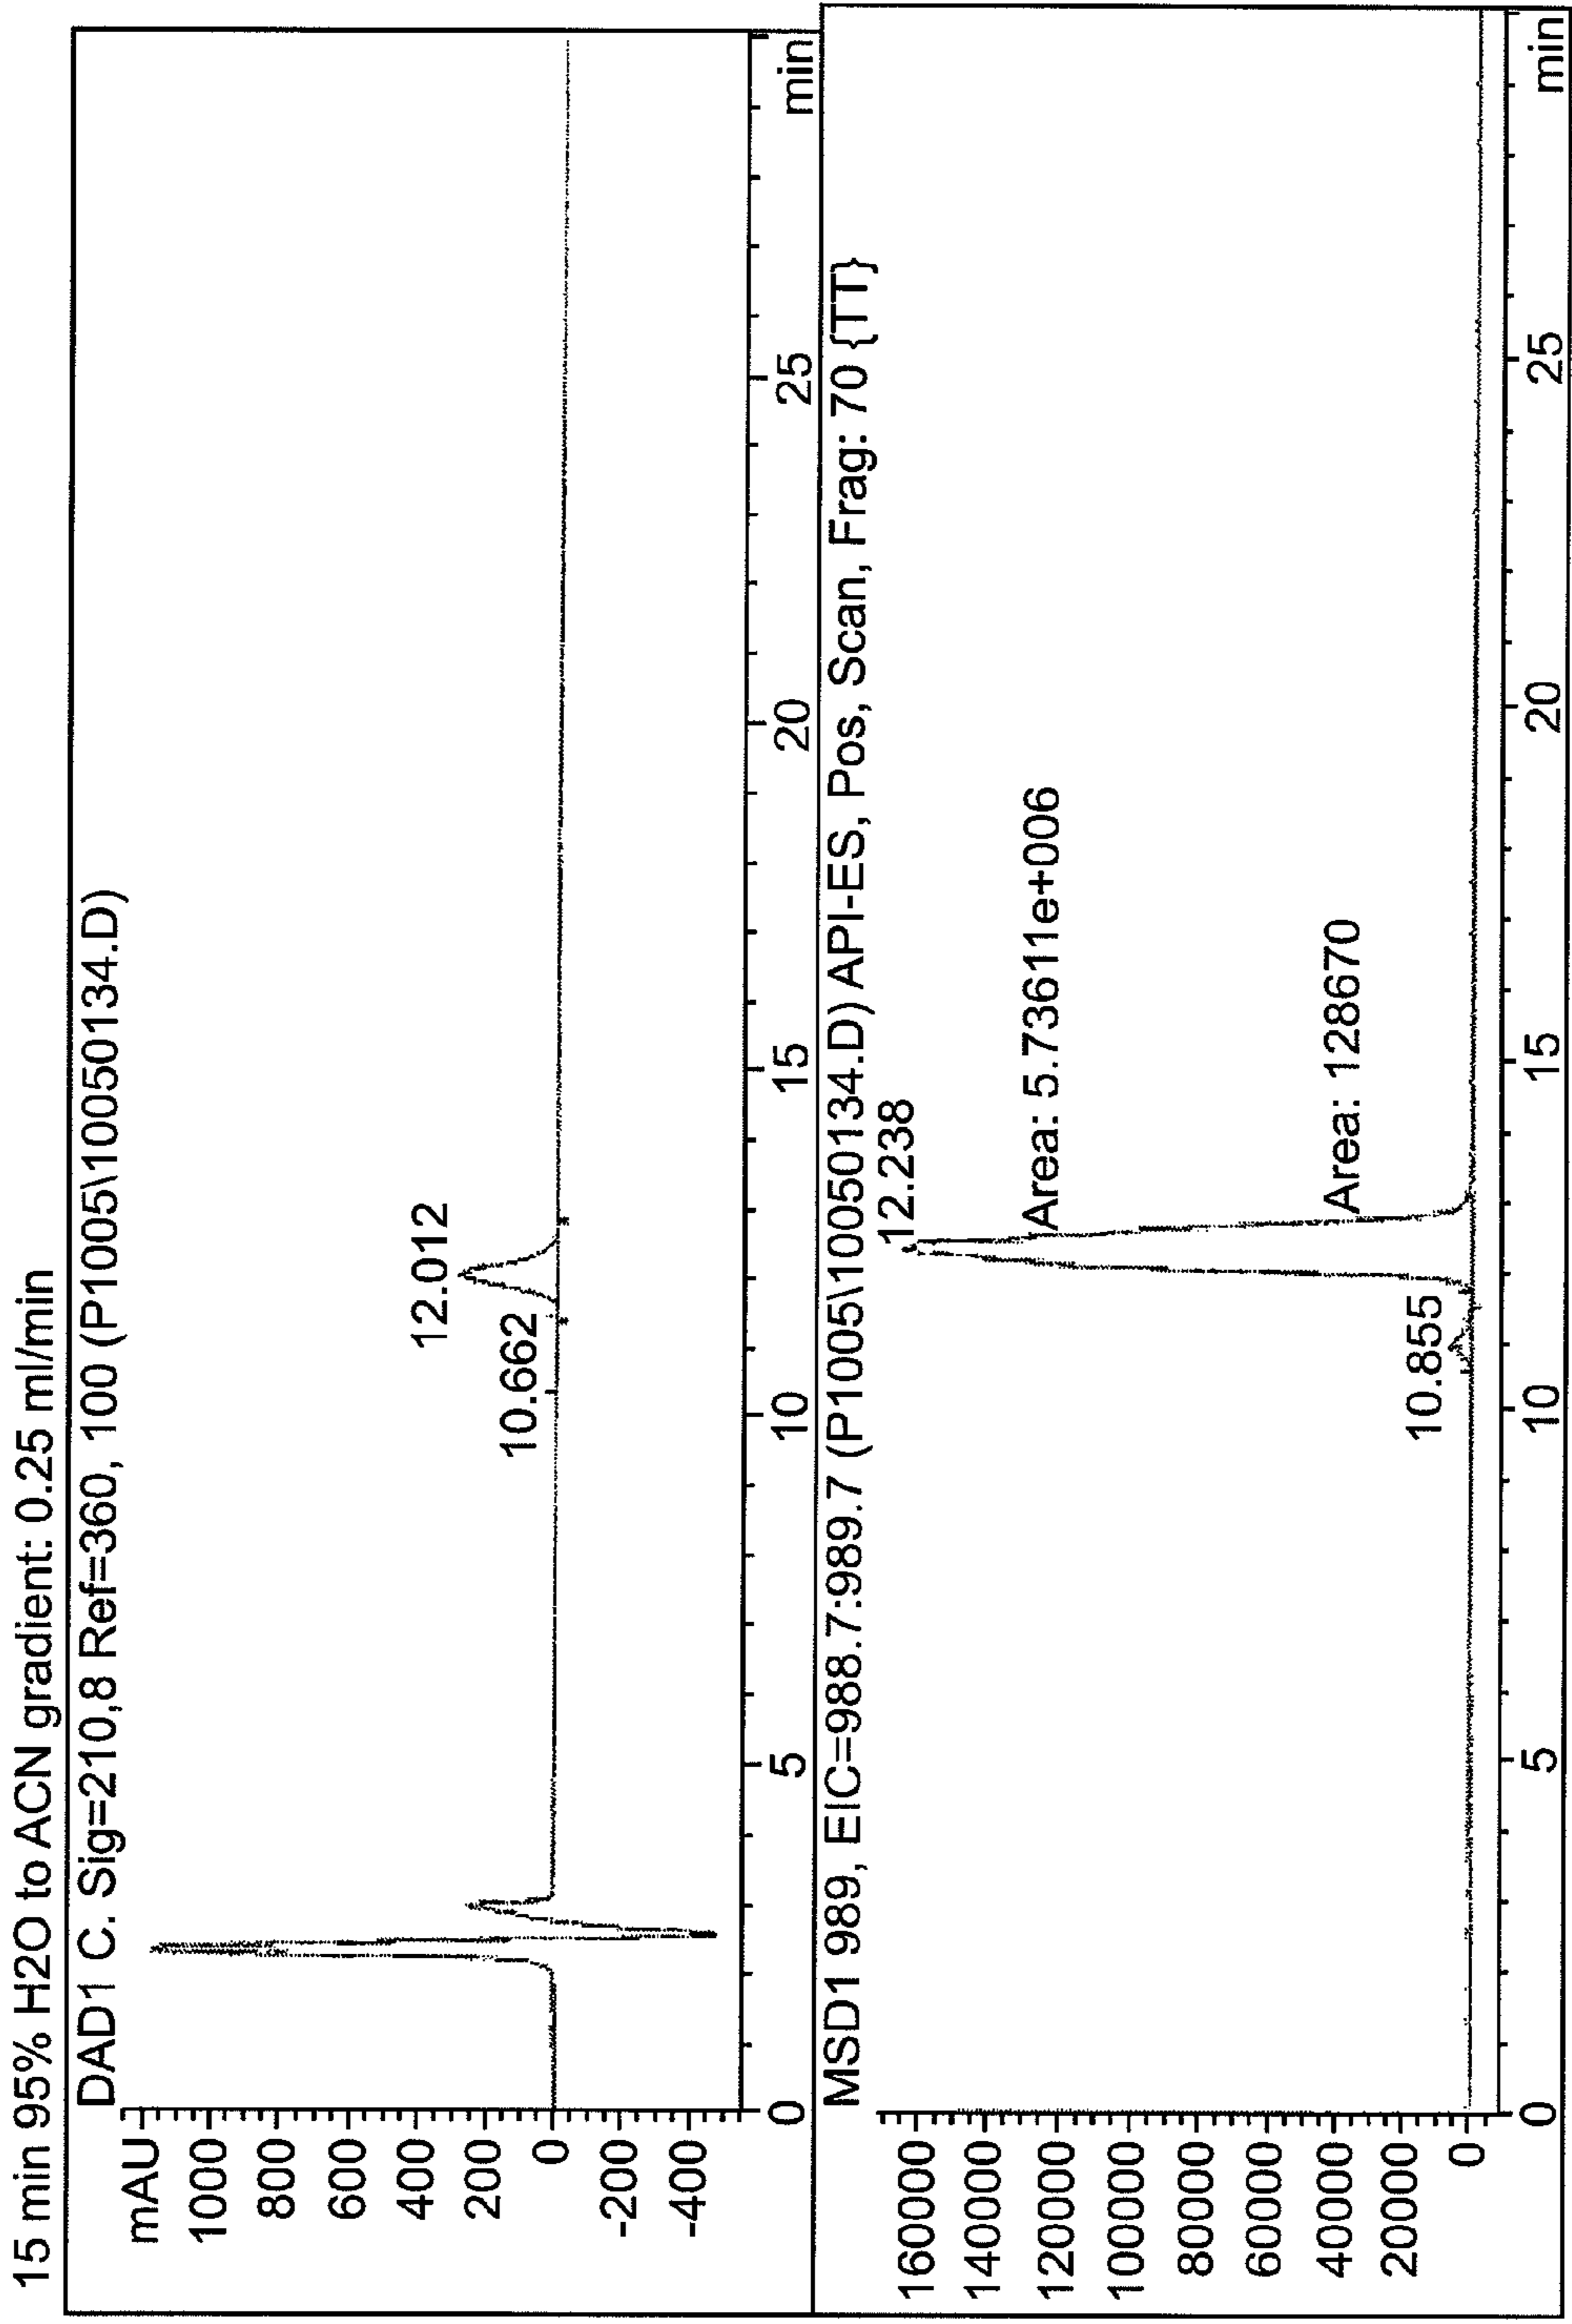 15 min 95% H2O to ACN gradient: 0.25 ml/min
DAD1 C. Sig=210,8 Ref=360, 100 (P1005\10050134.D)
mAU
1000
800
600
400
200
0
-200
-400
12.012
10.662
0 5 10 15 20 25 min
MSD1 989, EIC=988.7:989.7 (P1005\10050134.D) API-ES, Pos, Scan, Frag: 70 {TT}
160000
140000
120000
100000
80000
60000
40000
20000
0
12.238
Area: 5.73611e+006
Area: 128670
10.855
0 5 10 15 20 25 min